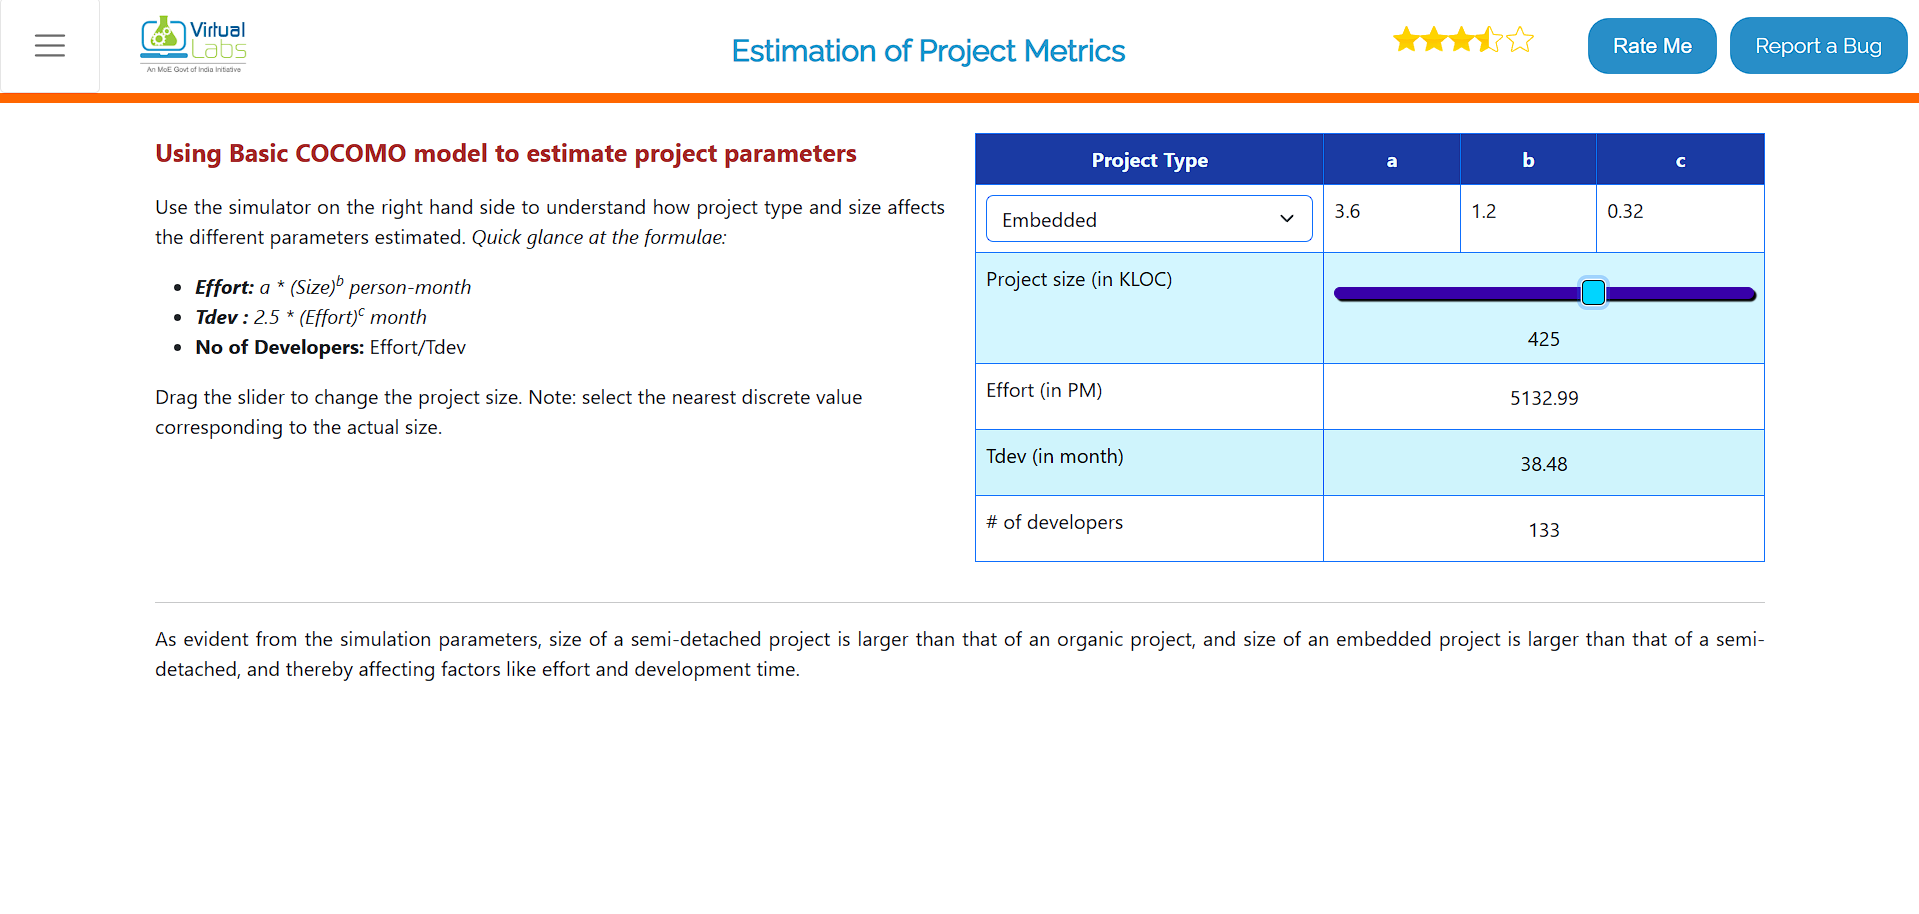 Virtual
Labs
An MoE Govt of India Initiative
Estimation of Project Metrics
Rate Me
Report a Bug
Using Basic COCOMO model to estimate project parameters
Use the simulator on the right hand side to understand how project type and size affects
the different parameters estimated. Quick glance at the formulae:
Effort: a * (Size)^b person-month
Tdev : 2.5 * (Effort)^c month
No of Developers: Effort/Tdev
Drag the slider to change the project size. Note: select the nearest discrete value
corresponding to the actual size.
Project Type a b c
Embedded 3.6 1.2 0.32
Project size (in KLOC)
425
Effort (in PM) 5132.99
Tdev (in month) 38.48
# of developers 133
As evident from the simulation parameters, size of a semi-detached project is larger than that of an organic project, and size of an embedded project is larger than that of a semi-
detached, and thereby affecting factors like effort and development time.